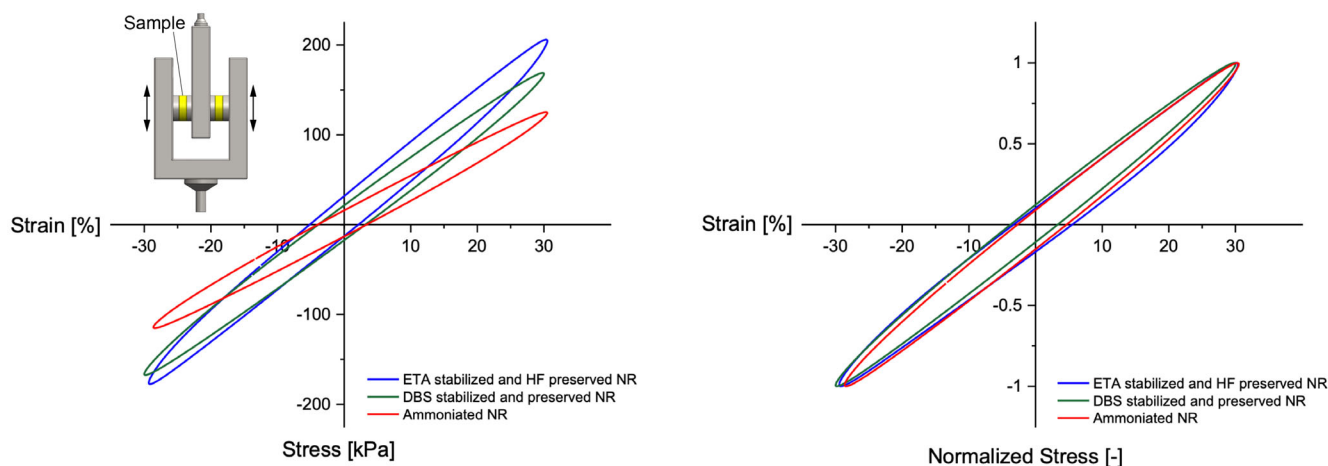 Sample
200
100
-100
-200
-30
-20
-10
0
10
20
30
Strain [%]
ETA stabilized and HF preserved NR
DBS stabilized and preserved NR
Ammoniated NR
Stress [kPa]
1
0.5
-0.5
-1
-30
-20
-10
0
10
20
30
Strain [%]
ETA stabilized and HF preserved NR
DBS stabilized and preserved NR
Ammoniated NR
Normalized Stress [-]